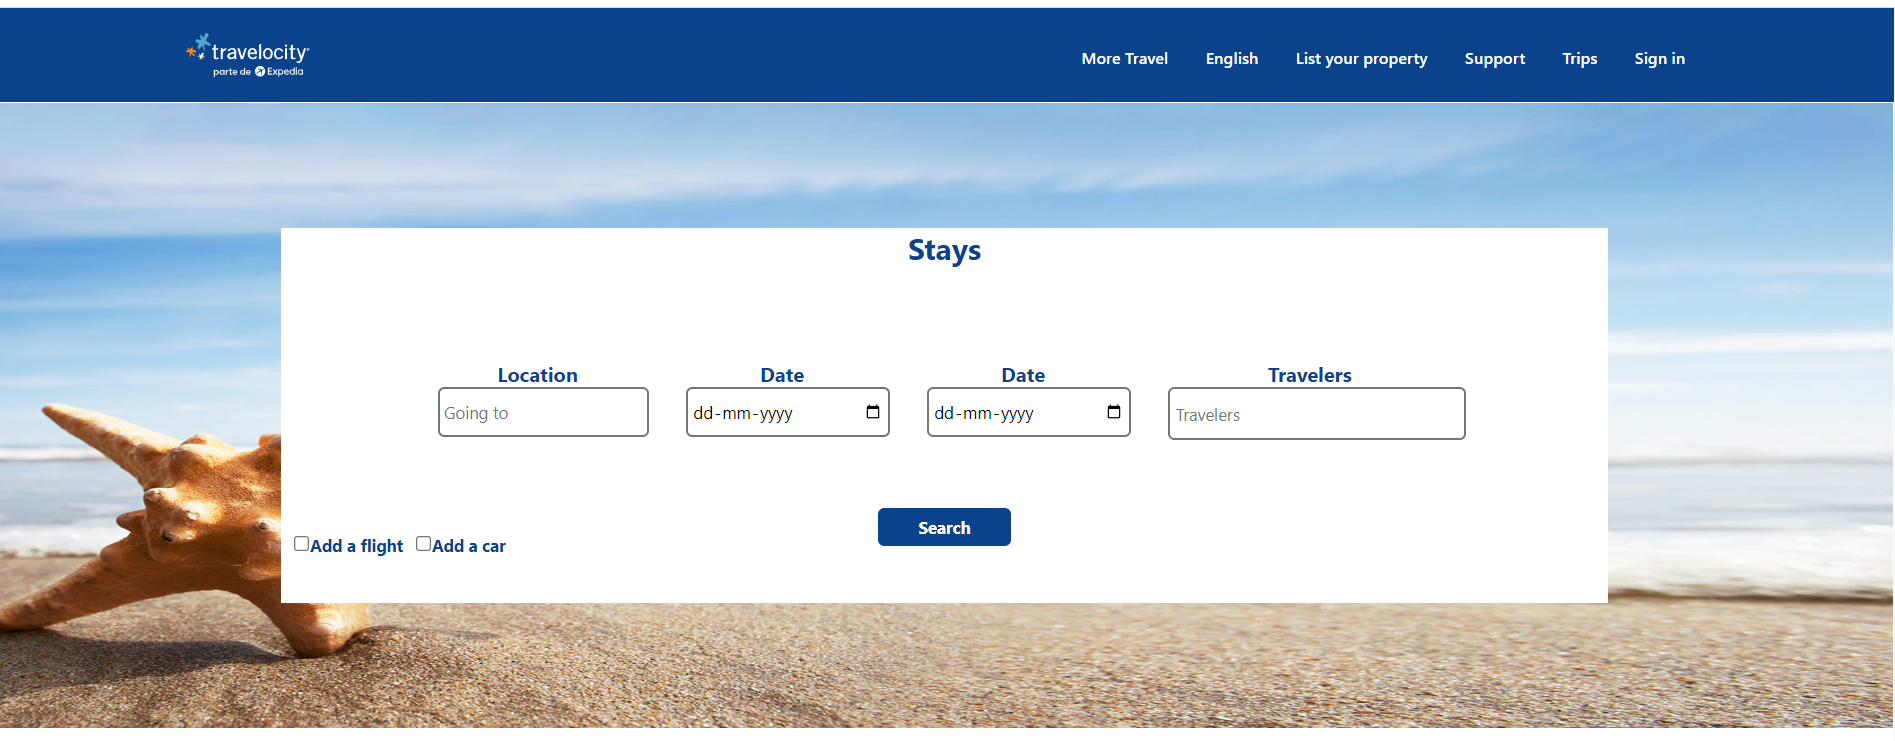 travelocity
parte de Expedia
More Travel English List your property Support Trips Sign in
Stays
Location Date Date Travelers
Going to dd-mm-yyyy dd-mm-yyyy Travelers
Search
Add a flight Add a car